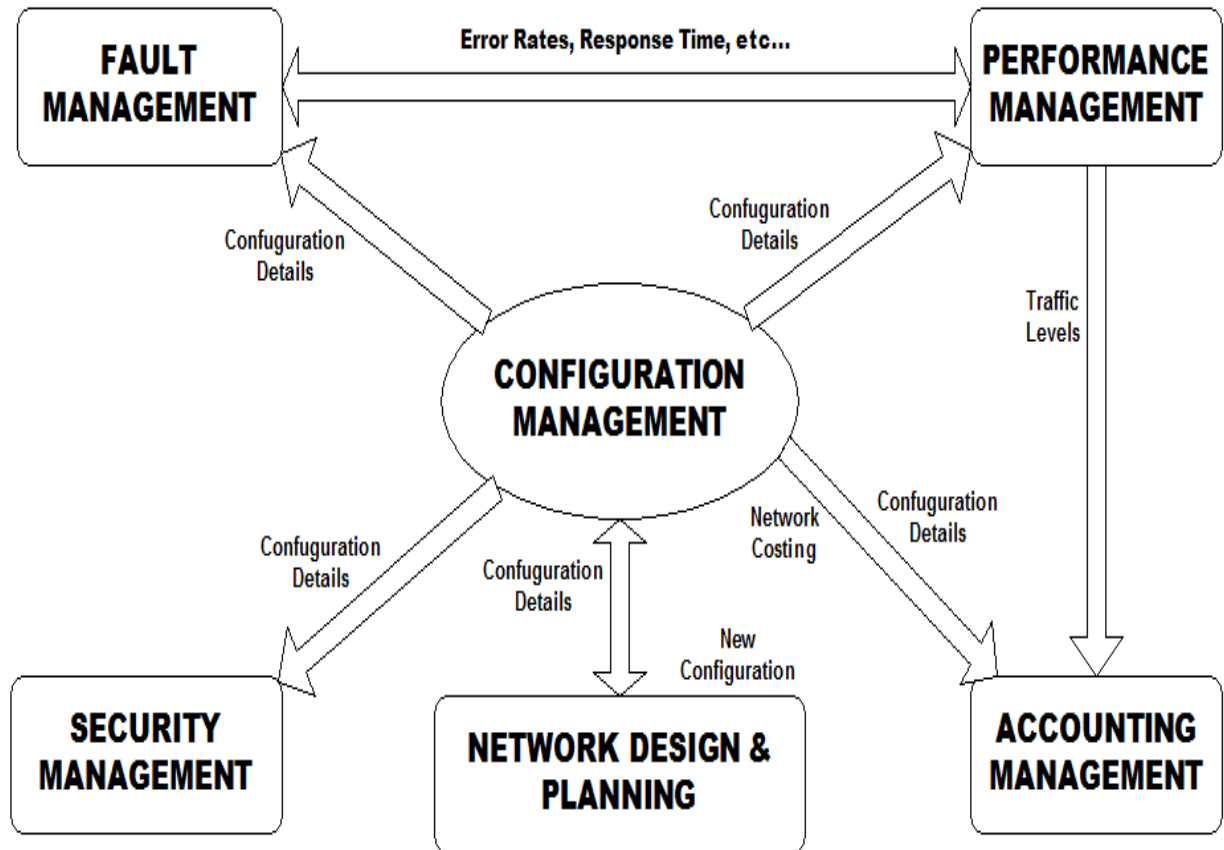 FAULT
MANAGEMENT
Error Rates, Response Time, etc...
PERFORMANCE
MANAGEMENT
Confuguration
Details
Confuguration
Details
Traffic
Levels
CONFIGURATION
MANAGEMENT
Confuguration
Details
Confuguration
Details
Network
Costing
Confuguration
Details
New
Configuration
SECURITY
MANAGEMENT
NETWORK DESIGN &
PLANNING
ACCOUNTING
MANAGEMENT